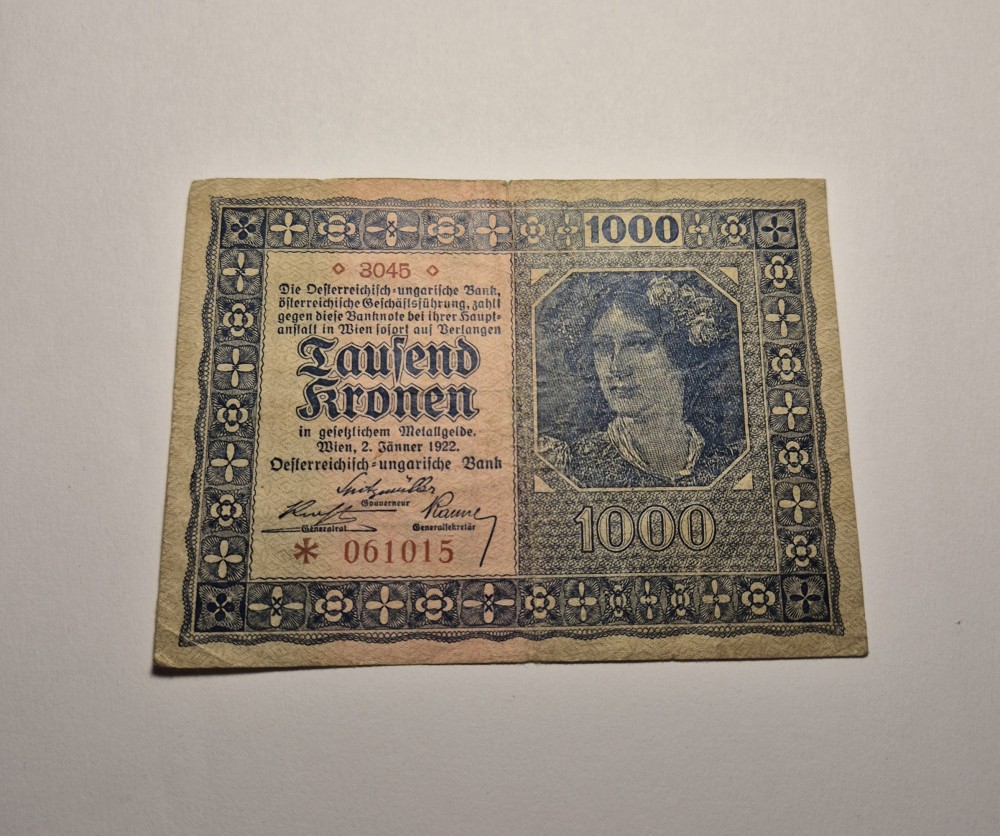 1000
◇ 3045 ◇
Die Oesterreichisch-ungarische Bank,
österreichische Geschäftsführung, zahlt
gegen diese Banknote bei ihrer Haupt-
anstalt in Wien sofort auf Verlangen
Tausend
Kronen
in gesetzlichem Metallgelde.
Wien, 2. Jänner 1922.
Oesterreichisch-ungarische Bank
Spitzmüller
Gouverneur
Generalrat
Generalsekretär
* 061015
1000